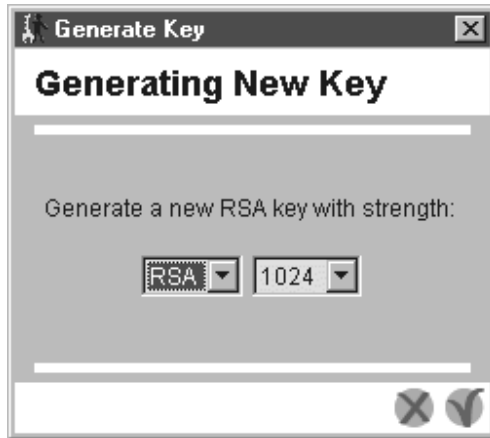 Generate Key
Generating New Key
Generate a new RSA key with strength:
RSA 1024